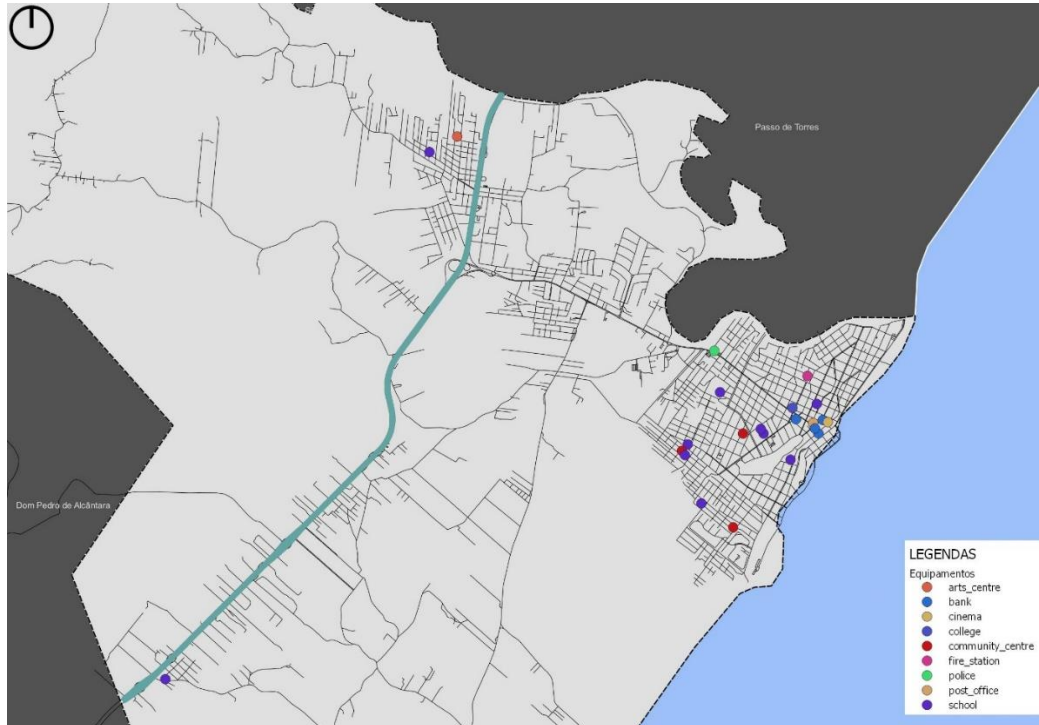 Passo de Torres
Dom Pedro de Alcântara
LEGENDAS
Equipamentos
arts_centre
bank
cinema
college
community_centre
fire_station
police
post_office
school